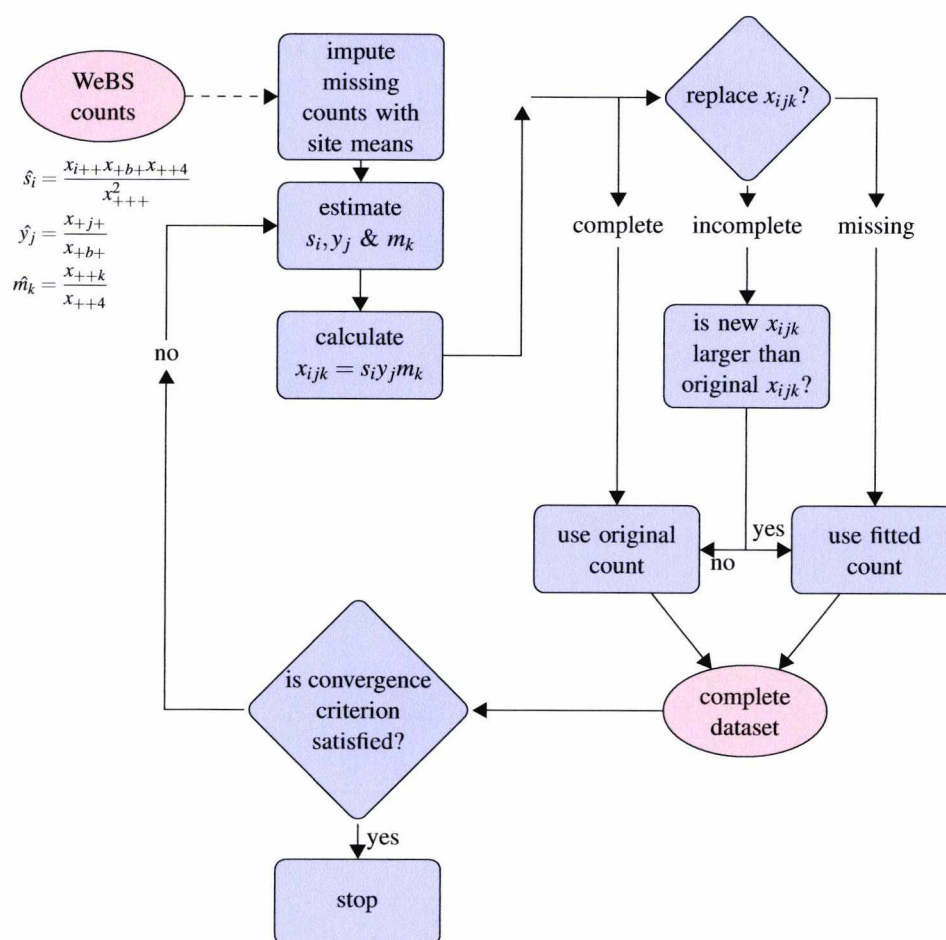 WeBS
counts
impute
missing
counts with
site means
ŝ_i = x_{i++}x_{+b+}x_{++4} / x²_{+++}
ŷ_j = x_{+j+} / x_{+b+}
m̂_k = x_{++k} / x_{++4}
estimate
s_i, y_j & m_k
calculate
x_{ijk} = s_i y_j m_k
no
replace x_{ijk}?
complete
incomplete
missing
is new x_{ijk}
larger than
original x_{ijk}?
use original
count
no
yes
use fitted
count
complete
dataset
is convergence
criterion
satisfied?
yes
stop